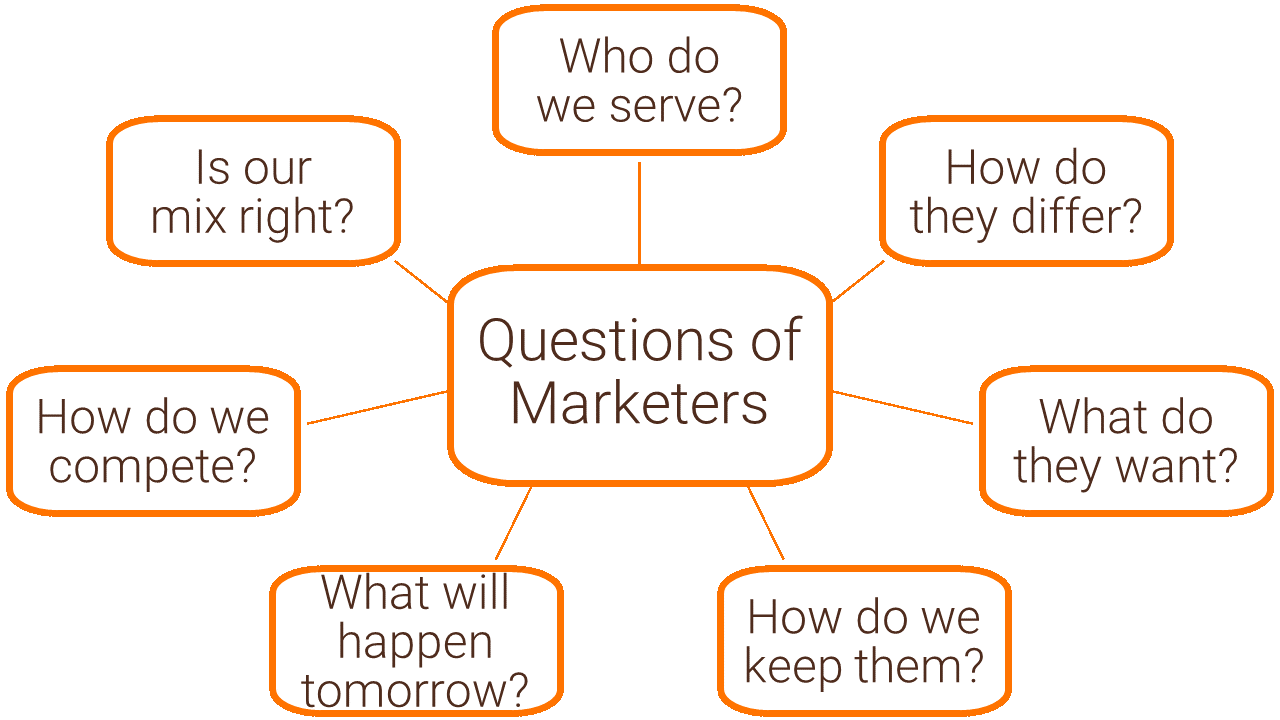 Who do
we serve?
Is our
mix right?
How do
they differ?
Questions of
Marketers
How do we
compete?
What do
they want?
What will
happen
tomorrow?
How do we
keep them?